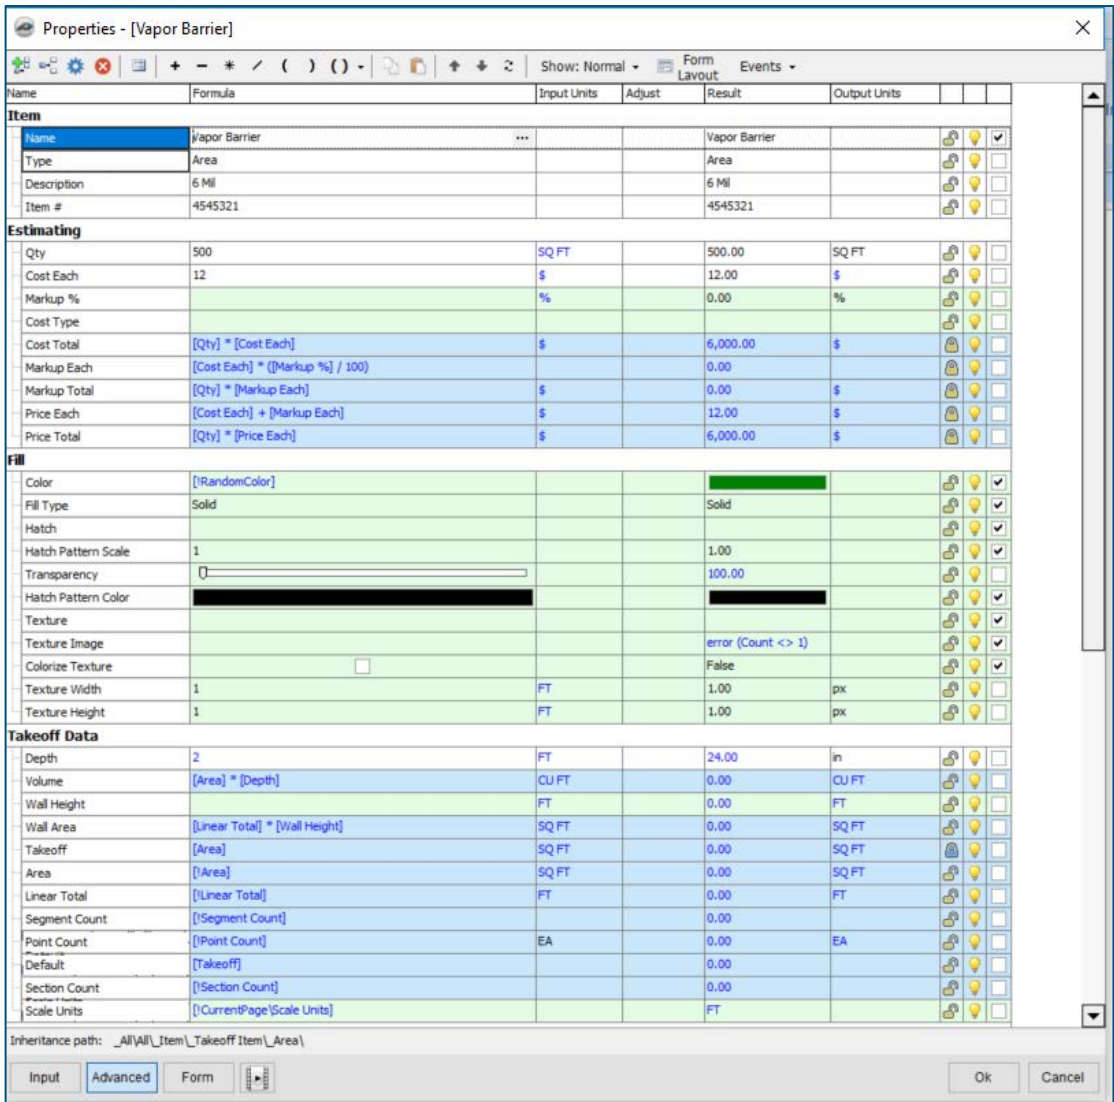 Properties - [Vapor Barrier]
+ - * / ( ) ( ) Show: Normal Form Layout Events
Name Formula Input Units Adjust Result Output Units
Item
Name Vapor Barrier ... Vapor Barrier
Type Area Area
Description 6 Mil 6 Mil
Item # 4545321 4545321
Estimating
Qty 500 SQ FT 500.00 SQ FT
Cost Each 12 $ 12.00 $
Markup % % 0.00 %
Cost Type
Cost Total [Qty] * [Cost Each] $ 6,000.00 $
Markup Each [Cost Each] * ([Markup %] / 100) 0.00
Markup Total [Qty] * [Markup Each] $ 0.00 $
Price Each [Cost Each] + [Markup Each] $ 12.00 $
Price Total [Qty] * [Price Each] $ 6,000.00 $
Fill
Color [!RandomColor]
Fill Type Solid Solid
Hatch
Hatch Pattern Scale 1 1.00
Transparency 100.00
Hatch Pattern Color
Texture
Texture Image error (Count <> 1)
Colorize Texture False
Texture Width 1 FT 1.00 px
Texture Height 1 FT 1.00 px
Takeoff Data
Depth 2 FT 24.00 in
Volume [Area] * [Depth] CU FT 0.00 CU FT
Wall Height FT 0.00 FT
Wall Area [Linear Total] * [Wall Height] SQ FT 0.00 SQ FT
Takeoff [Area] SQ FT 0.00 SQ FT
Area [!Area] SQ FT 0.00 SQ FT
Linear Total [!Linear Total] FT 0.00 FT
Segment Count [!Segment Count] 0.00
Point Count [!Point Count] EA 0.00 EA
Default [Takeoff] 0.00
Section Count [!Section Count] 0.00
Scale Units [!CurrentPage\Scale Units] FT
Inheritance path: _All\All\_Item\_Takeoff Item\_Area\
Input Advanced Form Ok Cancel